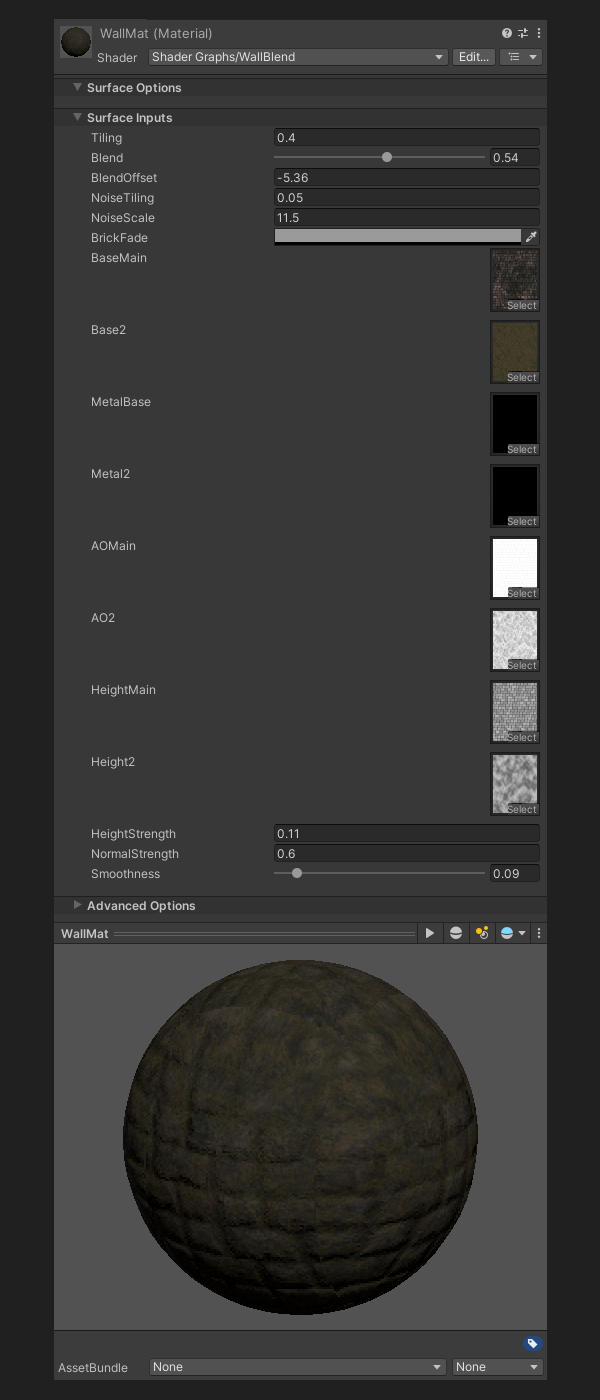 WallMat (Material)
Shader Shader Graphs/WallBlend Edit...
Surface Options
Surface Inputs
Tiling 0.4
Blend 0.54
BlendOffset -5.36
NoiseTiling 0.05
NoiseScale 11.5
BrickFade
BaseMain
Select
Base2
Select
MetalBase
Select
Metal2
Select
AOMain
Select
AO2
Select
HeightMain
Select
Height2
Select
HeightStrength 0.11
NormalStrength 0.6
Smoothness 0.09
Advanced Options
WallMat
AssetBundle None None